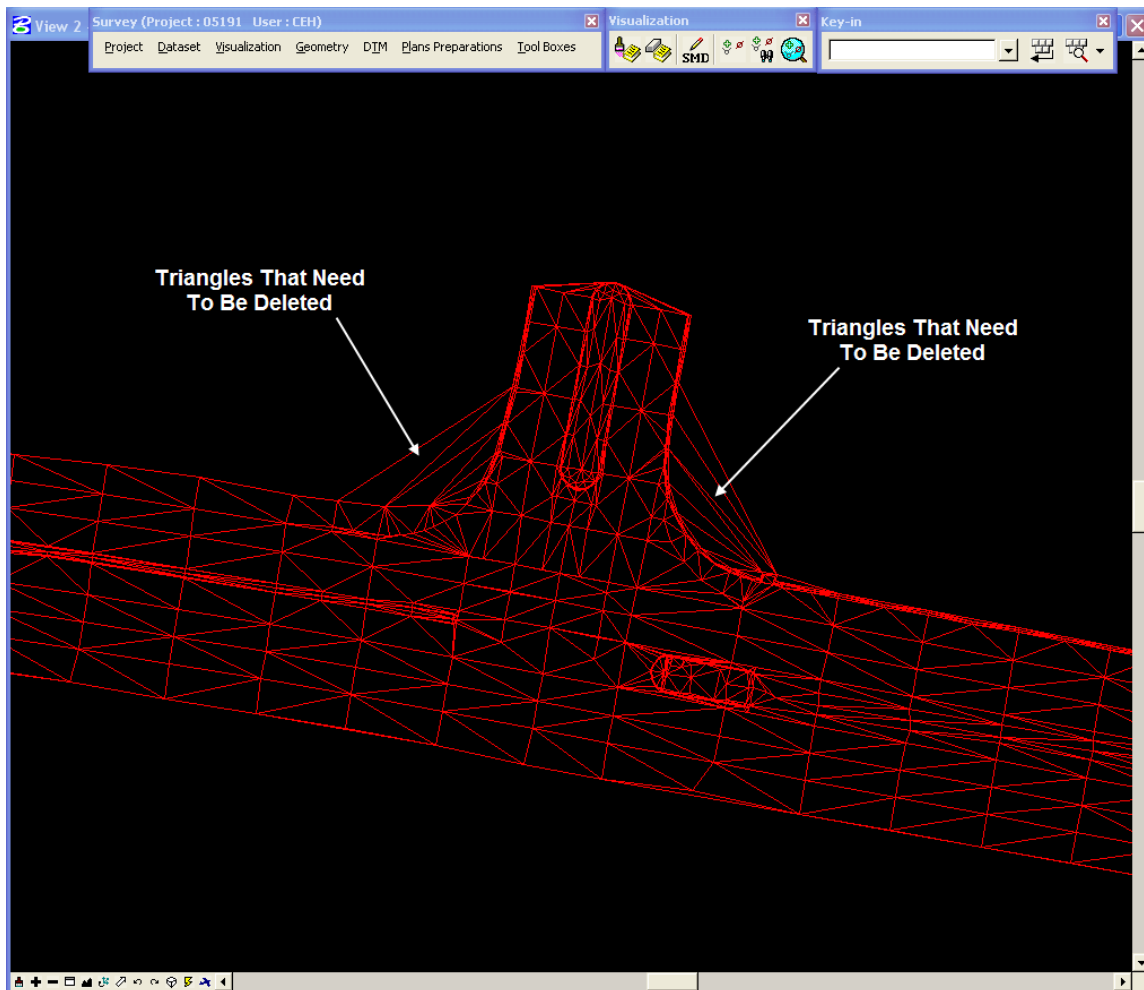 View 2
Survey (Project : 05191 User : CEH)
Project Dataset Visualization Geometry DTM Plans Preparations Tool Boxes
Visualization
SMD
Key-in
Triangles That Need
To Be Deleted
Triangles That Need
To Be Deleted